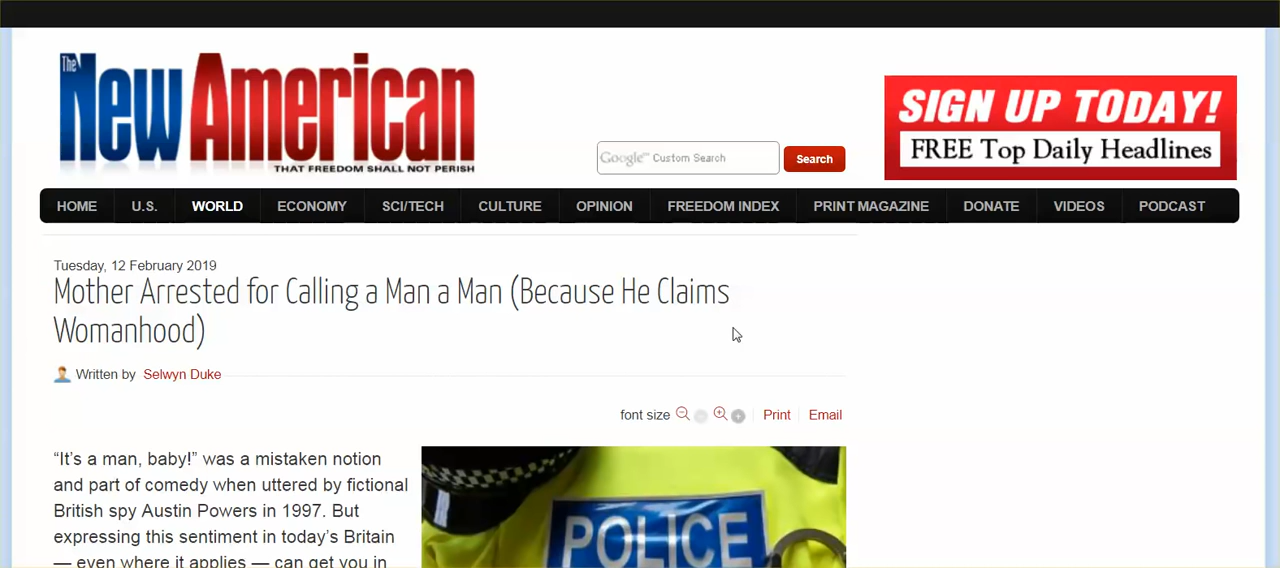 The New American
THAT FREEDOM SHALL NOT PERISH
SIGN UP TODAY!
FREE Top Daily Headlines
Google™ Custom Search
Search
HOME U.S. WORLD ECONOMY SCI/TECH CULTURE OPINION FREEDOM INDEX PRINT MAGAZINE DONATE VIDEOS PODCAST
Tuesday, 12 February 2019
Mother Arrested for Calling a Man a Man (Because He Claims
Womanhood)
Written by Selwyn Duke
font size Print Email
“It’s a man, baby!” was a mistaken notion
and part of comedy when uttered by fictional
British spy Austin Powers in 1997. But
expressing this sentiment in today’s Britain
— even where it applies — can get you in
POLICE